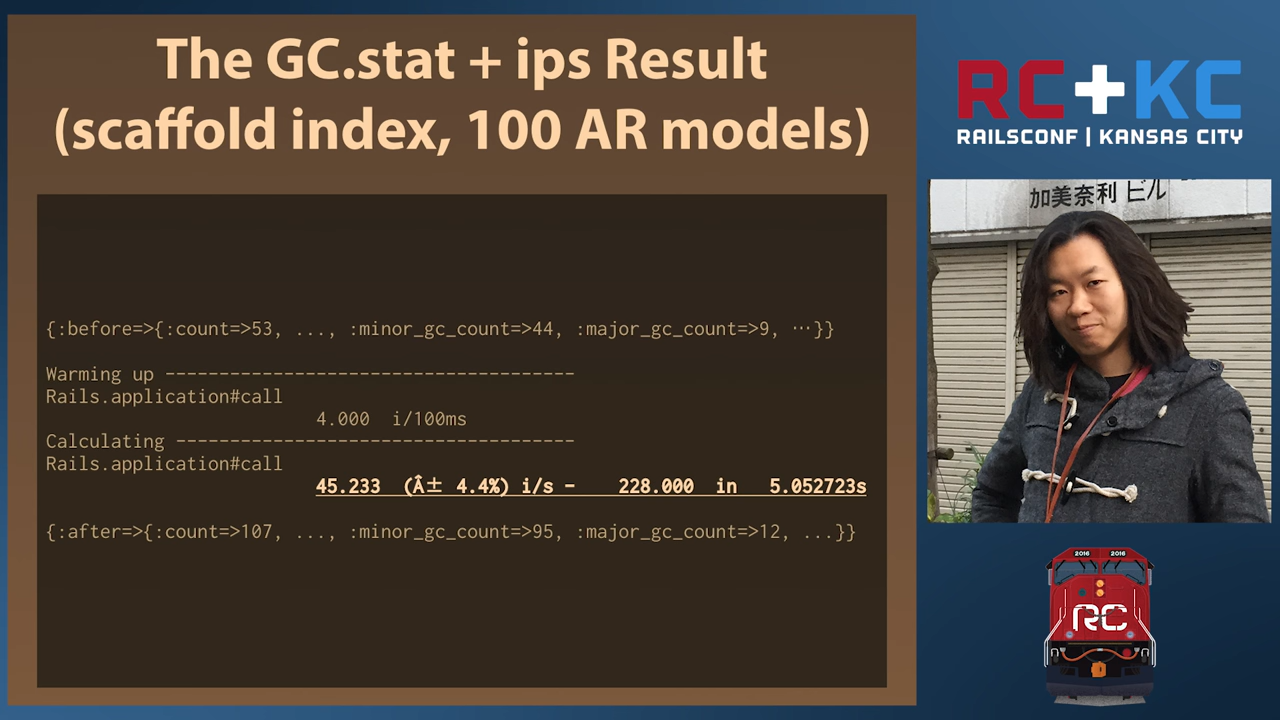 The GC.stat + ips Result
(scaffold index, 100 AR models)
{:before=>{:count=>53, ..., :minor_gc_count=>44, :major_gc_count=>9, ⋯}}
Warming up --------------------------------------
Rails.application#call
4.000 i/100ms
Calculating -------------------------------------
Rails.application#call
45.233 (Â± 4.4%) i/s - 228.000 in 5.052723s
{:after=>{:count=>107, ..., :minor_gc_count=>95, :major_gc_count=>12, ...}}
RC+KC
RAILSCONF | KANSAS CITY
加美奈利 ビル
2016 2016
RC